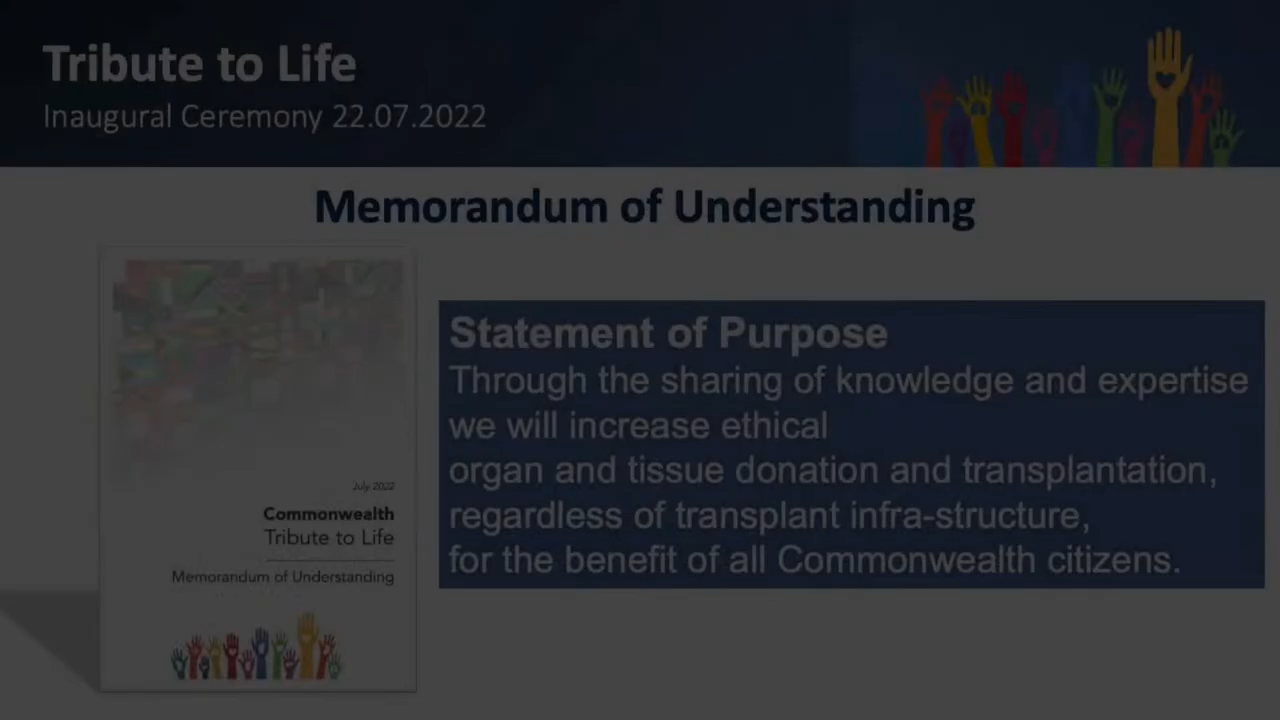 Tribute to Life
Inaugural Ceremony 22.07.2022
Memorandum of Understanding
July 2022
Commonwealth
Tribute to Life
Memorandum of Understanding
Statement of Purpose
Through the sharing of knowledge and expertise
we will increase ethical
organ and tissue donation and transplantation,
regardless of transplant infra-structure,
for the benefit of all Commonwealth citizens.